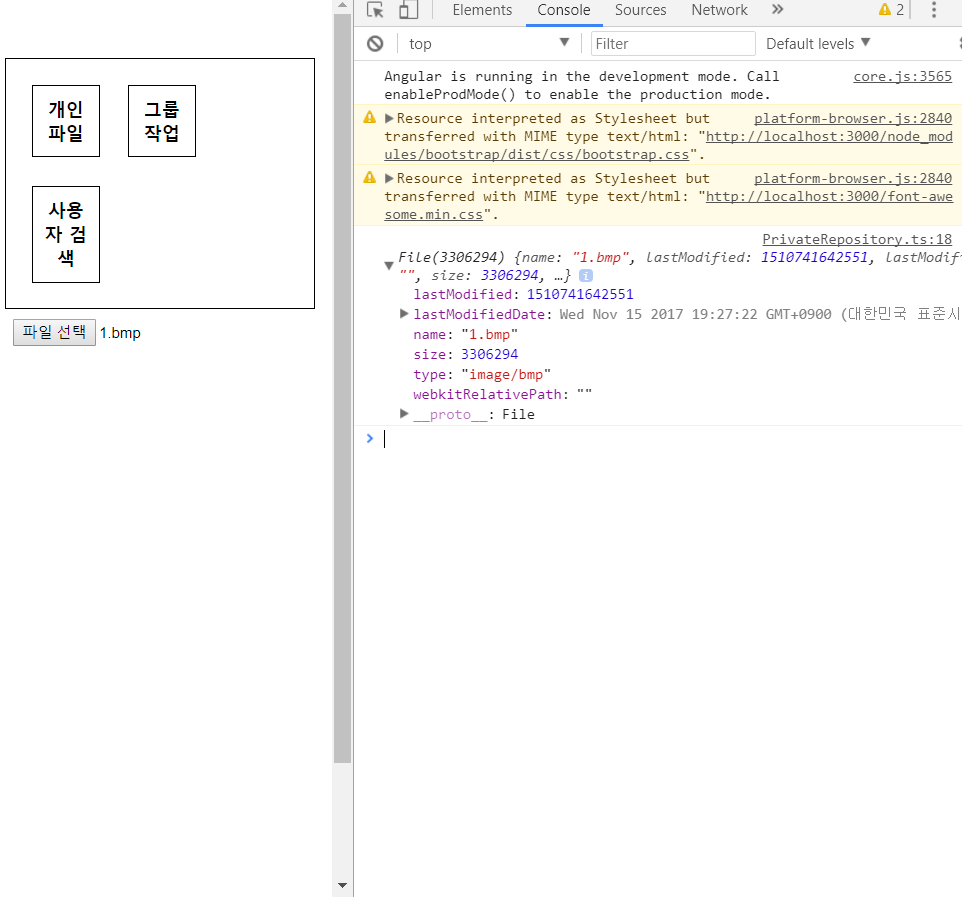 개인
파일
그룹
작업
사용
자 검
색
파일 선택 1.bmp
Elements Console Sources Network » 2
top Filter Default levels
Angular is running in the development mode. Call core.js:3565
enableProdMode() to enable the production mode.
Resource interpreted as Stylesheet but platform-browser.js:2840
transferred with MIME type text/html: "http://localhost:3000/node_mod
ules/bootstrap/dist/css/bootstrap.css".
Resource interpreted as Stylesheet but platform-browser.js:2840
transferred with MIME type text/html: "http://localhost:3000/font-awe
some.min.css".
PrivateRepository.ts:18
File(3306294) {name: "1.bmp", lastModified: 1510741642551, lastModif
"", size: 3306294, …} i
lastModified: 1510741642551
lastModifiedDate: Wed Nov 15 2017 19:27:22 GMT+0900 (대한민국 표준시
name: "1.bmp"
size: 3306294
type: "image/bmp"
webkitRelativePath: ""
__proto__: File